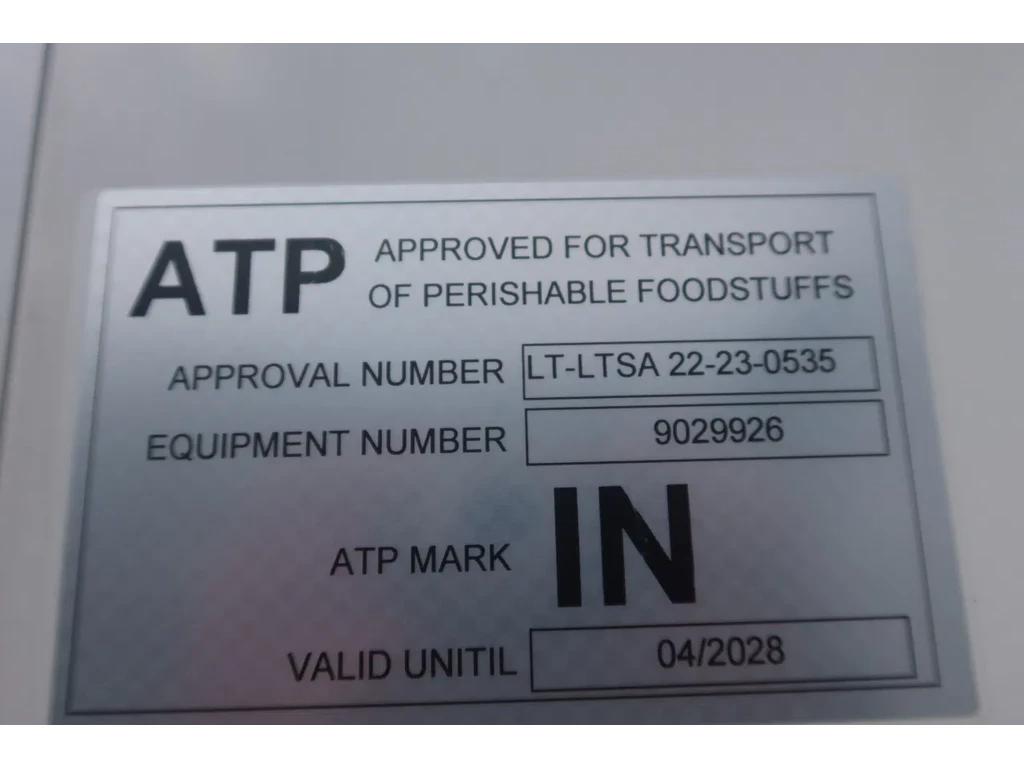 ATP
APPROVED FOR TRANSPORT
OF PERISHABLE FOODSTUFFS
APPROVAL NUMBER LT-LTSA 22-23-0535
EQUIPMENT NUMBER 9029926
ATP MARK IN
VALID UNITIL 04/2028